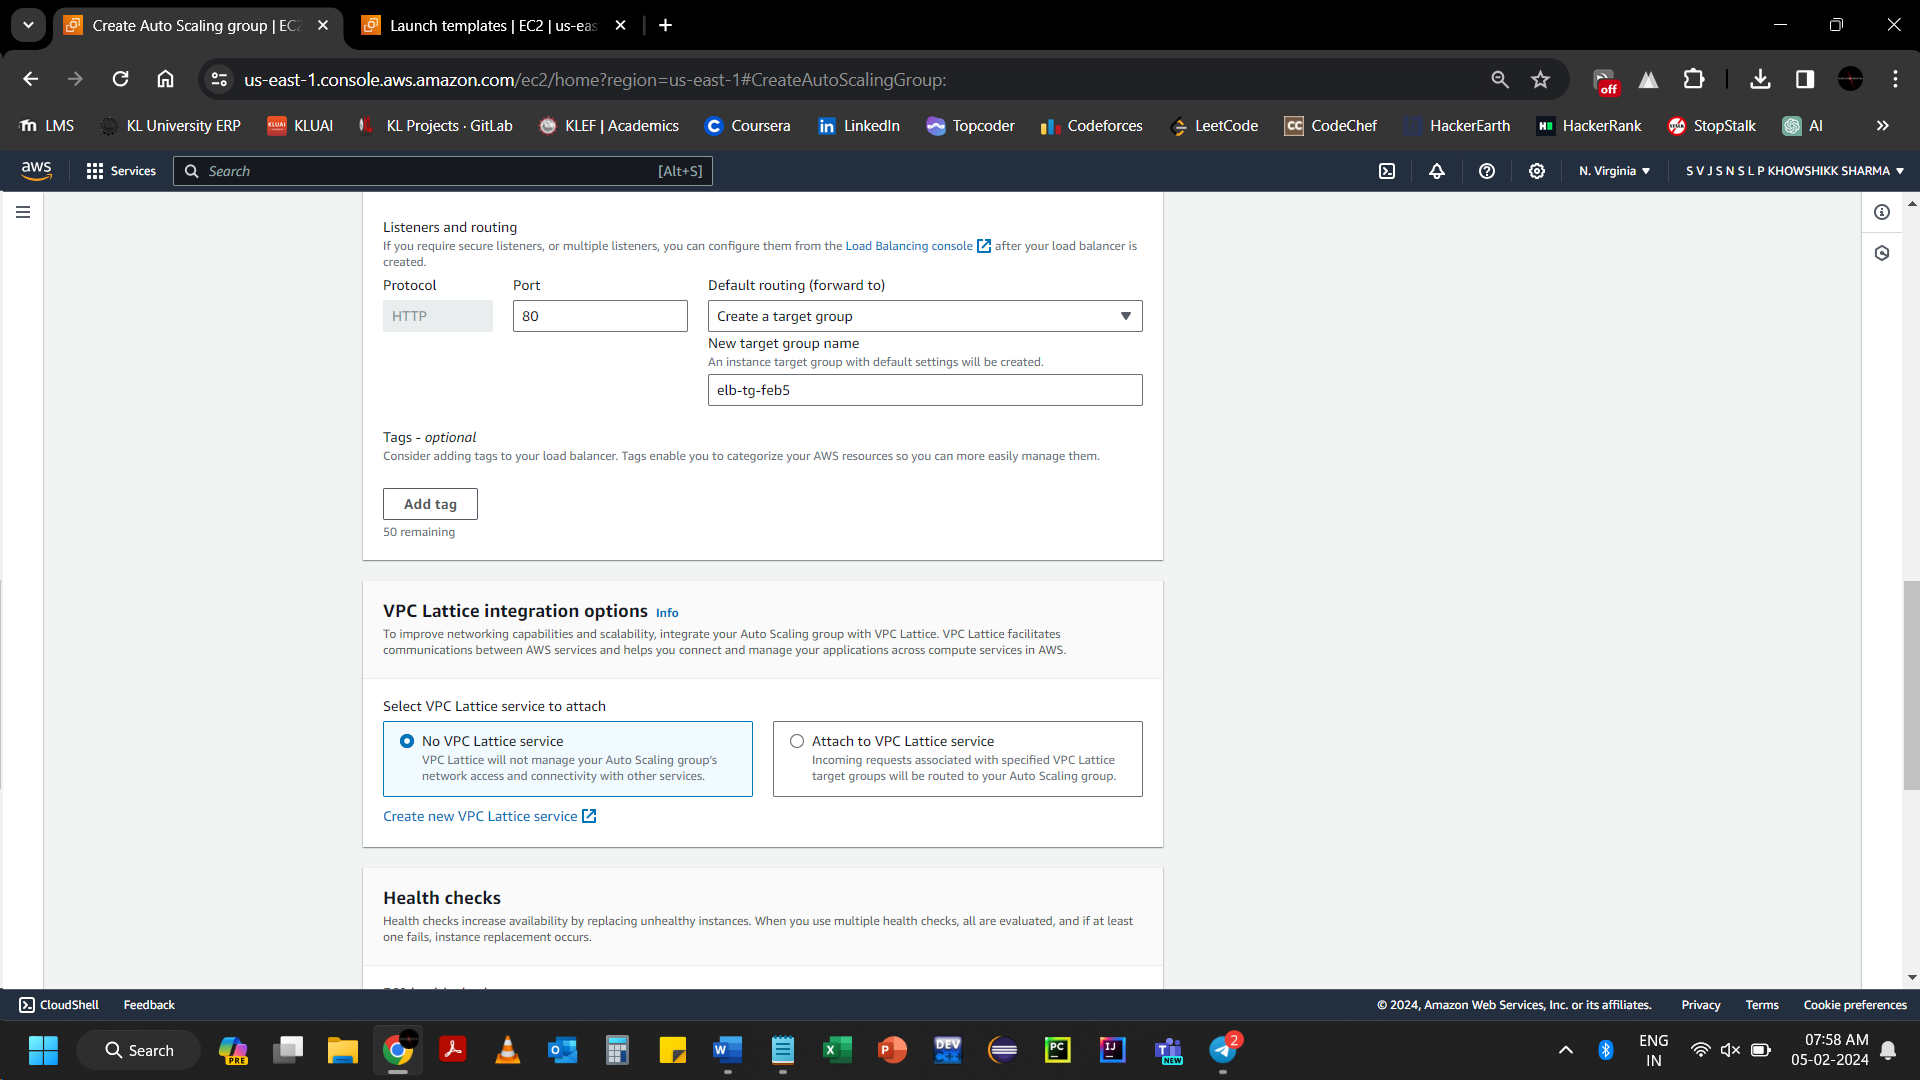 Create Auto Scaling group | EC2
Launch templates | EC2 | us-eas
us-east-1.console.aws.amazon.com/ec2/home?region=us-east-1#CreateAutoScalingGroup:
off
LMS
KL University ERP
KLUAI
KL Projects · GitLab
KLEF | Academics
Coursera
LinkedIn
Topcoder
Codeforces
LeetCode
CodeChef
HackerEarth
HackerRank
StopStalk
AI
aws
Services
Search
[Alt+S]
N. Virginia
S V J S N S L P KHOWSHIKK SHARMA
Listeners and routing
If you require secure listeners, or multiple listeners, you can configure them from the Load Balancing console after your load balancer is
created.
Protocol
Port
Default routing (forward to)
HTTP
80
Create a target group
New target group name
An instance target group with default settings will be created.
elb-tg-feb5
Tags - optional
Consider adding tags to your load balancer. Tags enable you to categorize your AWS resources so you can more easily manage them.
Add tag
50 remaining
VPC Lattice integration options Info
To improve networking capabilities and scalability, integrate your Auto Scaling group with VPC Lattice. VPC Lattice facilitates
communications between AWS services and helps you connect and manage your applications across compute services in AWS.
Select VPC Lattice service to attach
No VPC Lattice service
VPC Lattice will not manage your Auto Scaling group's
network access and connectivity with other services.
Attach to VPC Lattice service
Incoming requests associated with specified VPC Lattice
target groups will be routed to your Auto Scaling group.
Create new VPC Lattice service
Health checks
Health checks increase availability by replacing unhealthy instances. When you use multiple health checks, all are evaluated, and if at least
one fails, instance replacement occurs.
CloudShell
Feedback
© 2024, Amazon Web Services, Inc. or its affiliates.
Privacy
Terms
Cookie preferences
Search
PRE
DEV
NEW
2
ENG
IN
07:58 AM
05-02-2024